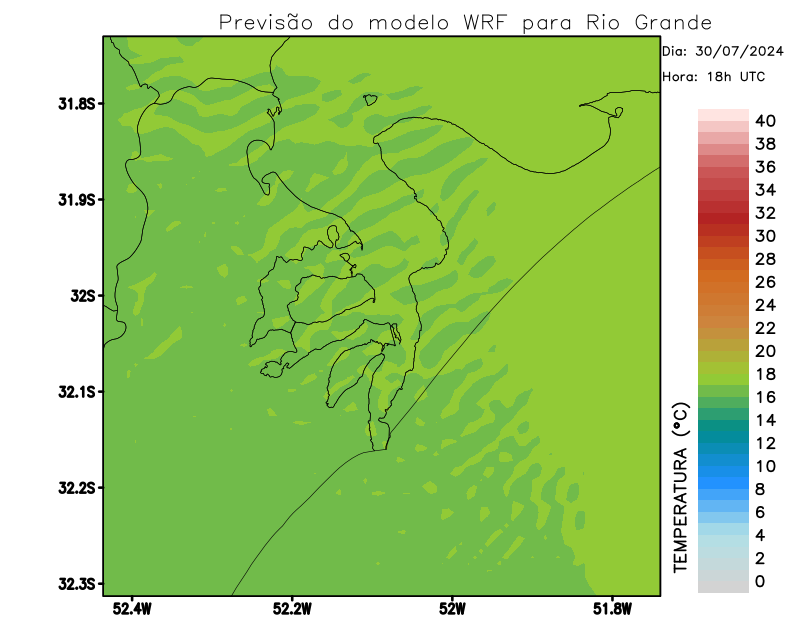 Previsão do modelo WRF para Rio Grande
Dia: 30/07/2024
Hora: 18h UTC
31.8S
31.9S
32S
32.1S
32.2S
32.3S
52.4W
52.2W
52W
51.8W
TEMPERATURA (°C)
40
38
36
34
32
30
28
26
24
22
20
18
16
14
12
10
8
6
4
2
0